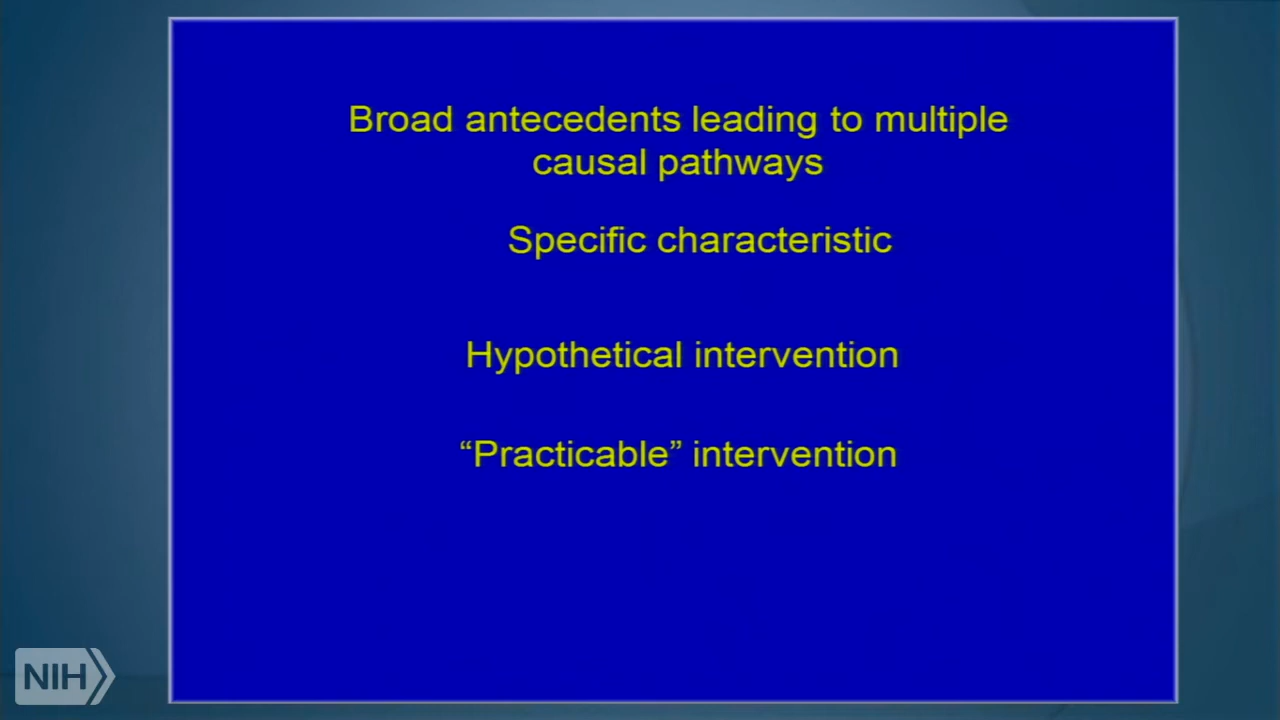 Broad antecedents leading to multiple
causal pathways
Specific characteristic
Hypothetical intervention
“Practicable” intervention
NIH